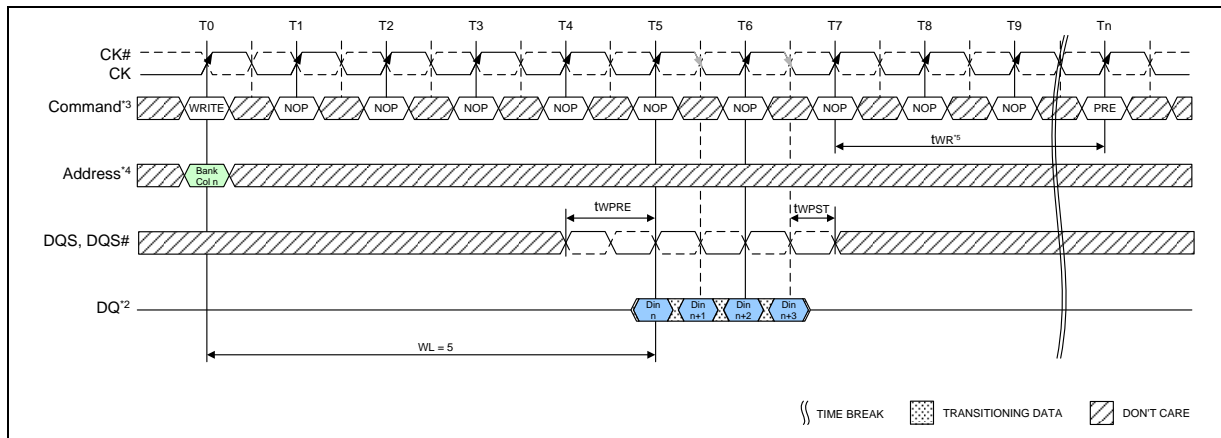 T0 T1 T2 T3 T4 T5 T6 T7 T8 T9 Tn
CK#
CK
Command*3 WRITE NOP NOP NOP NOP NOP NOP NOP NOP NOP PRE
tWR*5
Address*4 Bank Col n
tWPRE tWPST
DQS, DQS#
DQ*2 Din n Din n+1 Din n+2 Din n+3
WL = 5
TIME BREAK TRANSITIONING DATA DON'T CARE